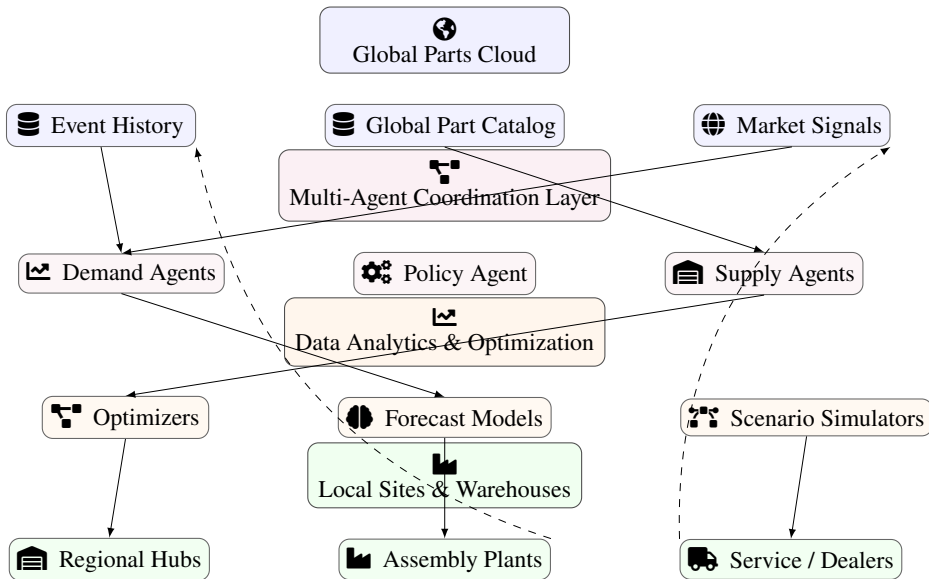 Global Parts Cloud
Event History
Global Part Catalog
Market Signals
Multi-Agent Coordination Layer
Demand Agents
Policy Agent
Supply Agents
Data Analytics & Optimization
Optimizers
Forecast Models
Scenario Simulators
Local Sites & Warehouses
Regional Hubs
Assembly Plants
Service / Dealers